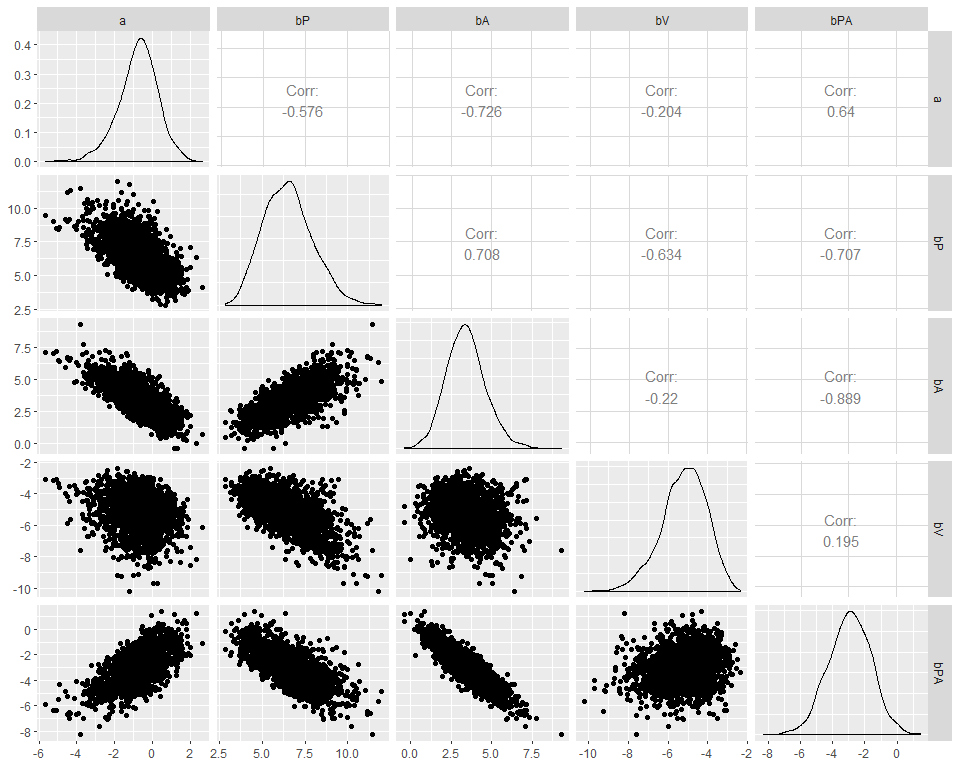 a bP bA bV bPA
0.4
0.3
0.2
0.1
0.0
Corr:
-0.576
Corr:
-0.726
Corr:
-0.204
Corr:
0.64
a
10.0
7.5
5.0
2.5
Corr:
0.708
Corr:
-0.634
Corr:
-0.707
bP
7.5
5.0
2.5
0.0
Corr:
-0.22
Corr:
-0.889
bA
-2
-4
-6
-8
-10
Corr:
0.195
bV
0
-2
-4
-6
-8
bPA
-6 -4 -2 0 2.5 5.0 7.5 10.0 0.0 2.5 5.0 7.5 -10 -8 -6 -4 -2 -8 -6 -4 -2 0